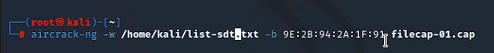 ┌──(root㉿kali)-[~]
└─# aircrack-ng -w /home/kali/list-sdt.txt -b 9E:2B:94:2A:1F:91 filecap-01.cap